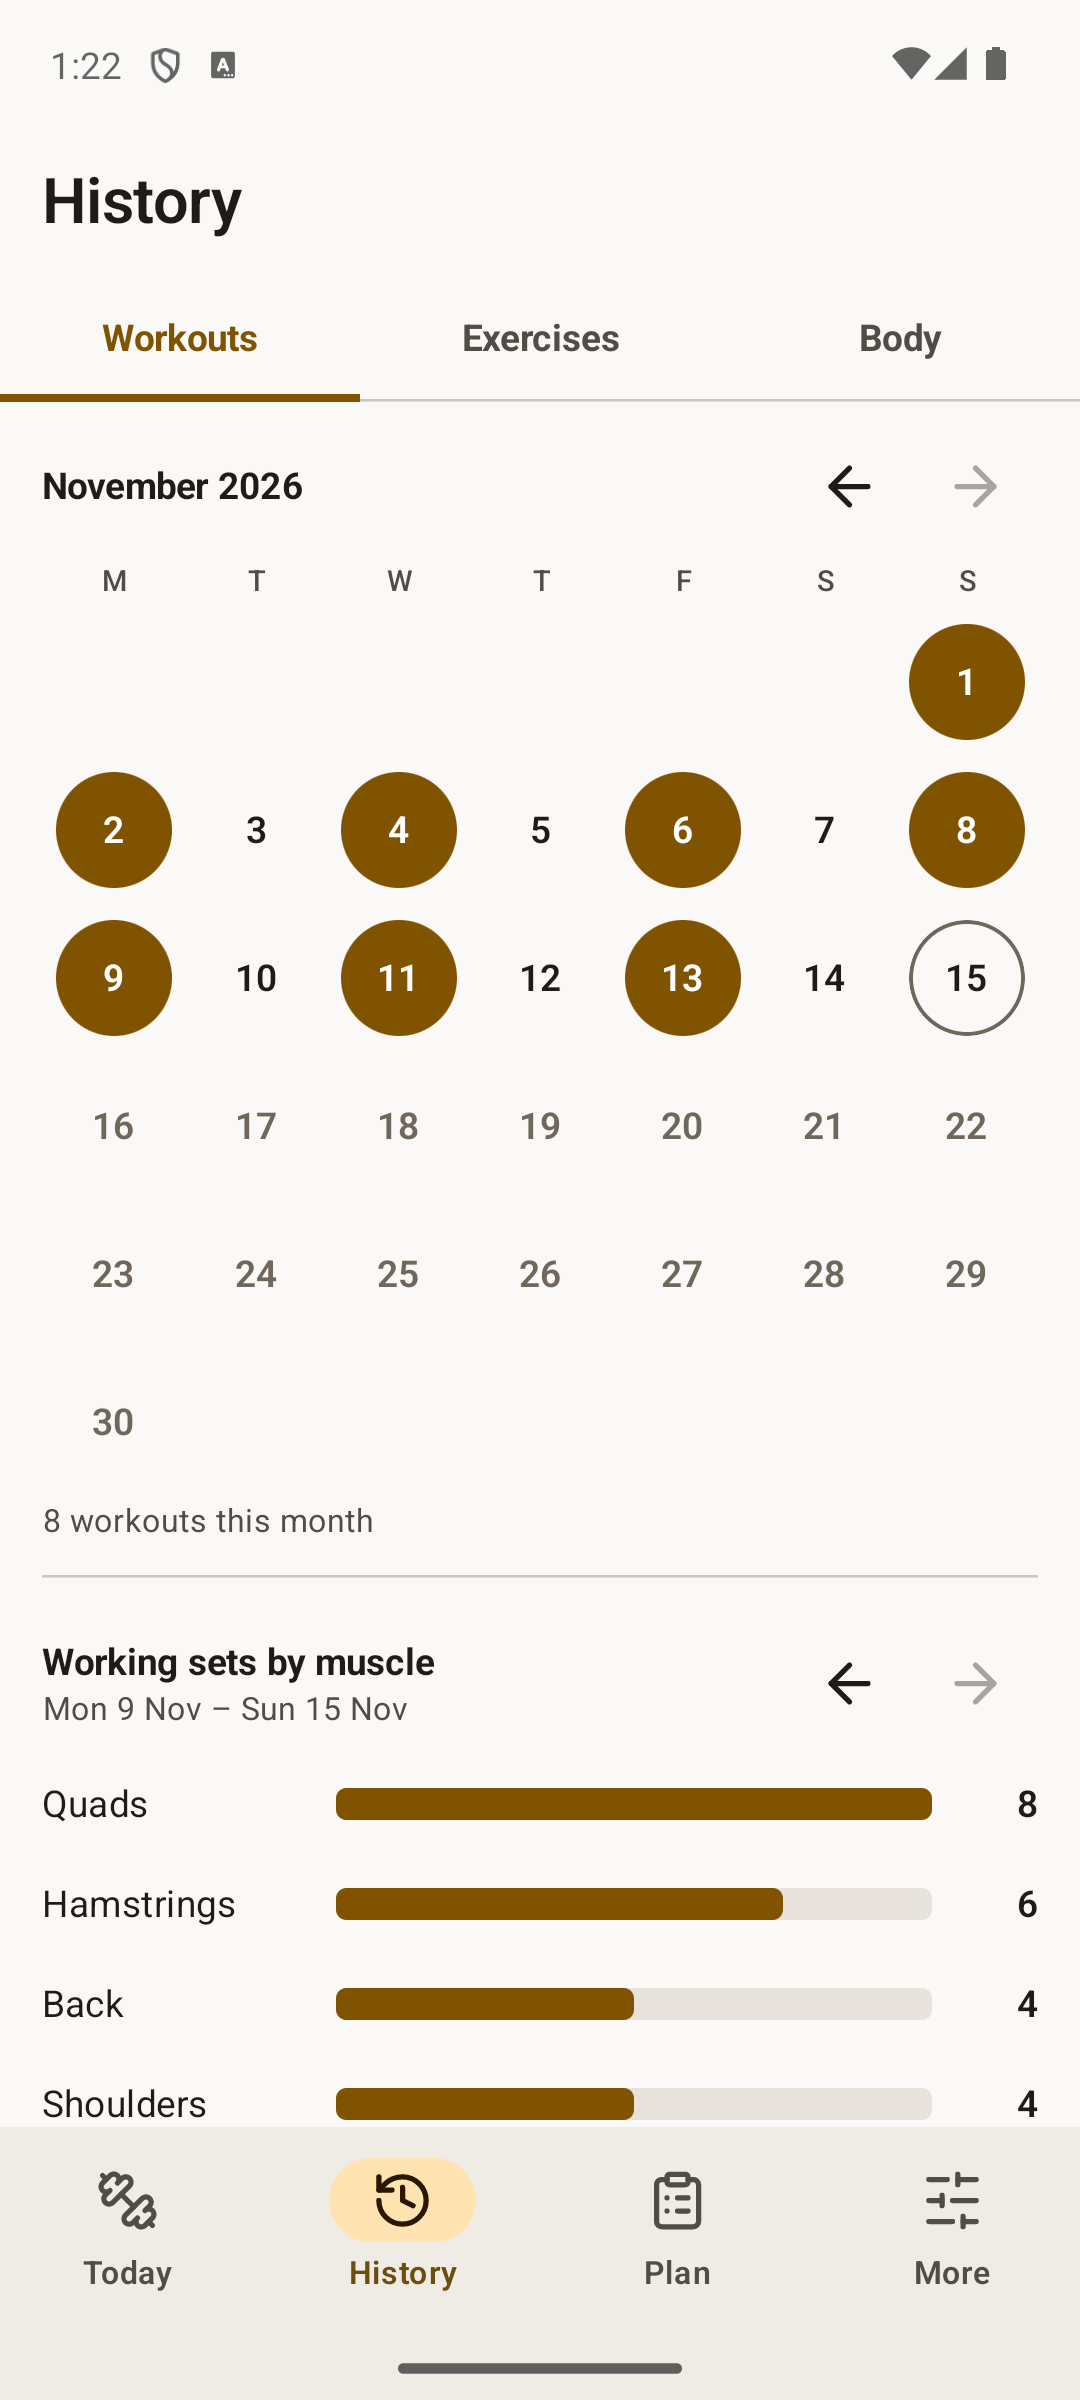 1:22
History
Workouts Exercises Body
November 2026
M T W T F S S
1
2 3 4 5 6 7 8
9 10 11 12 13 14 15
16 17 18 19 20 21 22
23 24 25 26 27 28 29
30
8 workouts this month
Working sets by muscle
Mon 9 Nov – Sun 15 Nov
Quads 8
Hamstrings 6
Back 4
Shoulders 4
Today History Plan More